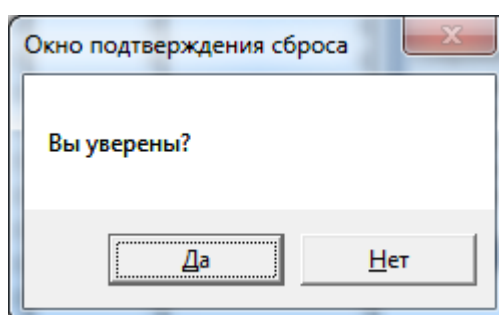 Окно подтверждения сброса
Вы уверены?
Да
Нет